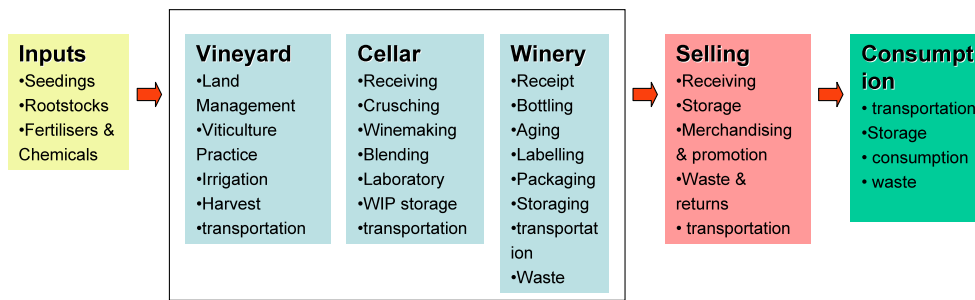 Inputs
•Seedings
•Rootstocks
•Fertilisers &
Chemicals
Vineyard
•Land
Management
•Viticulture
Practice
•Irrigation
•Harvest
•transportation
Cellar
•Receiving
•Crusching
•Winemaking
•Blending
•Laboratory
•WIP storage
•transportation
Winery
•Receipt
•Bottling
•Aging
•Labelling
•Packaging
•Storaging
•transportat
ion
•Waste
Selling
•Receiving
•Storage
•Merchandising
& promotion
•Waste &
returns
• transportation
Consumpt
ion
• transportation
•Storage
• consumption
• waste